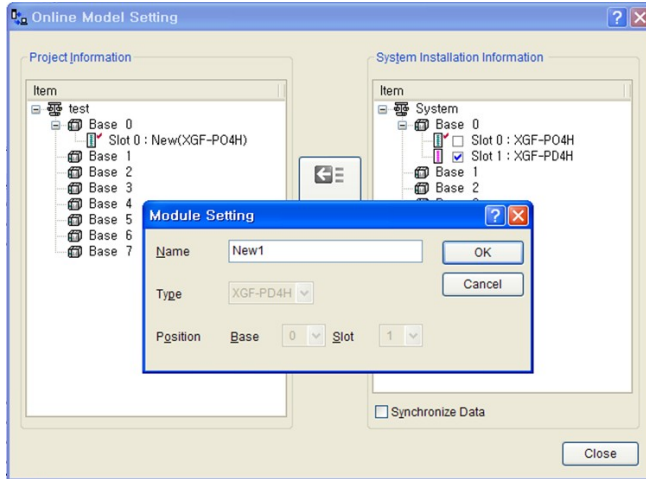 Online Model Setting
Project Information
Item
test
Base 0
Slot 0 : New(XGF-PO4H)
Base 1
Base 2
Base 3
Base 4
Base 5
Base 6
Base 7
System Installation Information
Item
System
Base 0
Slot 0 : XGF-PO4H
Slot 1 : XGF-PD4H
Base 1
Base 2
Module Setting
Name New1 OK
Cancel
Type XGF-PD4H
Position Base 0 Slot 1
Synchronize Data
Close